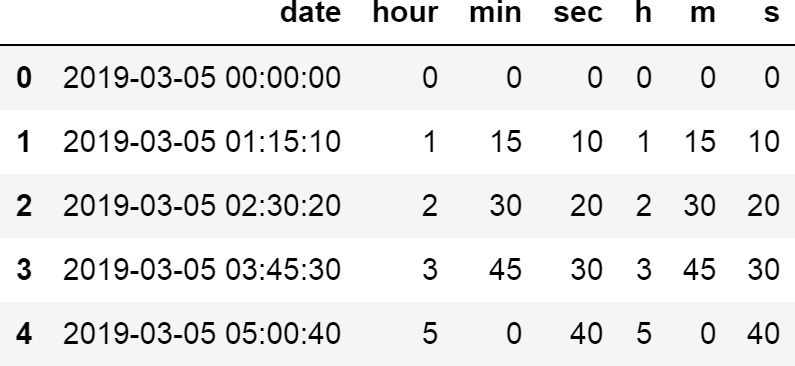 date hour min sec h m s
0 2019-03-05 00:00:00 0 0 0 0 0 0
1 2019-03-05 01:15:10 1 15 10 1 15 10
2 2019-03-05 02:30:20 2 30 20 2 30 20
3 2019-03-05 03:45:30 3 45 30 3 45 30
4 2019-03-05 05:00:40 5 0 40 5 0 40